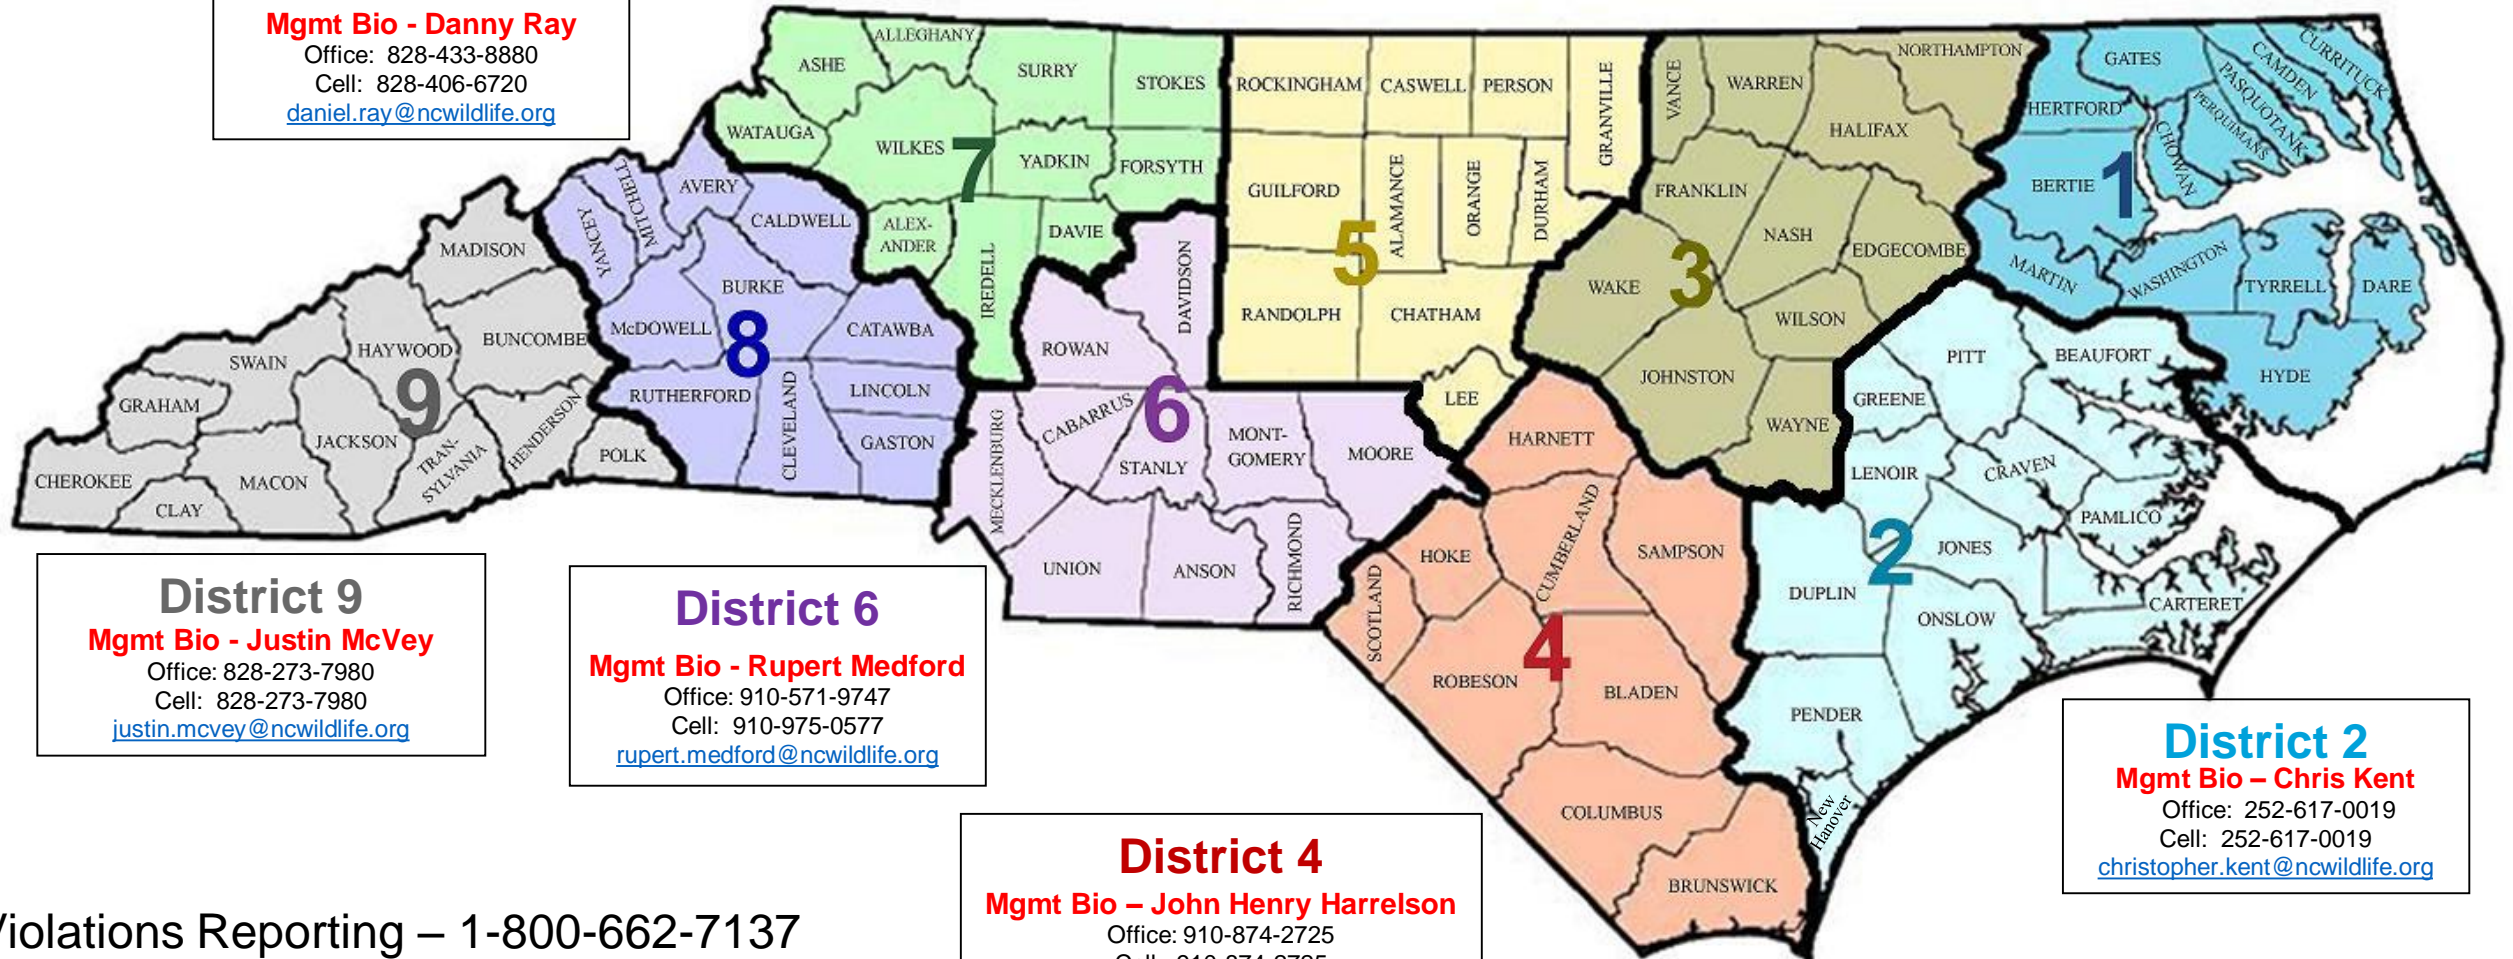 Mgmt Bio - Danny Ray
Office: 828-433-8880
Cell: 828-406-6720
daniel.ray@ncwildlife.org
ASHE
ALLEGHANY
SURRY
STOKES
WATAUGA
WILKES
7
YADKIN
FORSYTH
ALEX-
ANDER
IREDELL
DAVIE
ROCKINGHAM
CASWELL
PERSON
GRANVILLE
GUILFORD
ALAMANCE
ORANGE
DURHAM
5
RANDOLPH
CHATHAM
LEE
VANCE
WARREN
NORTHAMPTON
HALIFAX
FRANKLIN
NASH
EDGECOMBE
WAKE
3
WILSON
JOHNSTON
WAYNE
GATES
CURRITUCK
CAMDEN
PASQUOTANK
PERQUIMANS
HERTFORD
CHOWAN
BERTIE
1
MARTIN
WASHINGTON
TYRRELL
DARE
HYDE
MITCHELL
AVERY
YANCEY
CALDWELL
BURKE
McDOWELL
8
CATAWBA
RUTHERFORD
CLEVELAND
LINCOLN
GASTON
MADISON
BUNCOMBE
HAYWOOD
SWAIN
9
GRAHAM
JACKSON
TRAN-
SYLVANIA
HENDERSON
POLK
CHEROKEE
MACON
CLAY
DAVIDSON
ROWAN
6
MECKLENBURG
CABARRUS
STANLY
MONT-
GOMERY
MOORE
UNION
ANSON
RICHMOND
HARNETT
CUMBERLAND
SAMPSON
HOKE
SCOTLAND
4
ROBESON
BLADEN
COLUMBUS
BRUNSWICK
PITT
BEAUFORT
GREENE
LENOIR
CRAVEN
PAMLICO
2
JONES
DUPLIN
ONSLOW
CARTERET
PENDER
New
Hanover
District 9
Mgmt Bio - Justin McVey
Office: 828-273-7980
Cell: 828-273-7980
justin.mcvey@ncwildlife.org
District 6
Mgmt Bio - Rupert Medford
Office: 910-571-9747
Cell: 910-975-0577
rupert.medford@ncwildlife.org
District 2
Mgmt Bio – Chris Kent
Office: 252-617-0019
Cell: 252-617-0019
christopher.kent@ncwildlife.org
District 4
Mgmt Bio – John Henry Harrelson
Office: 910-874-2725
Violations Reporting – 1-800-662-7137